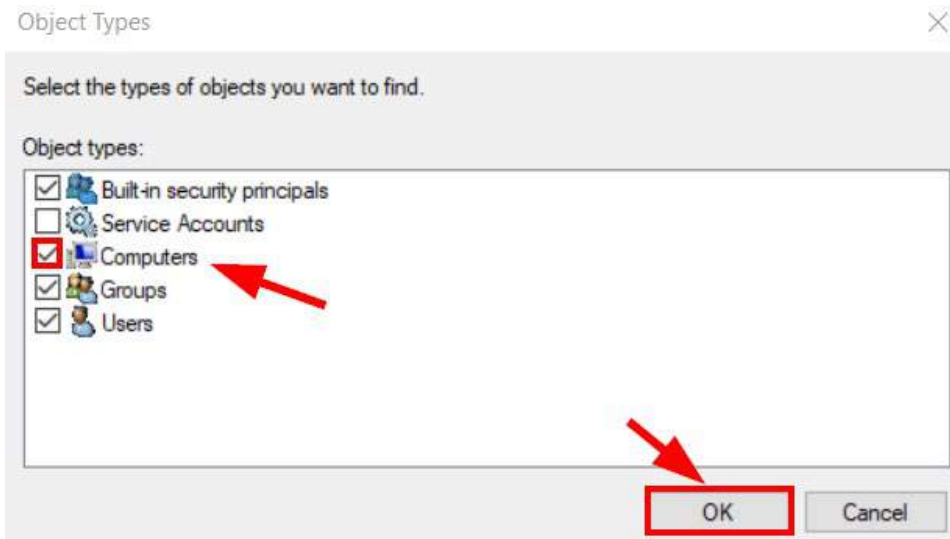 Object Types
Select the types of objects you want to find.
Object types:
Built-in security principals
Service Accounts
Computers
Groups
Users
OK Cancel